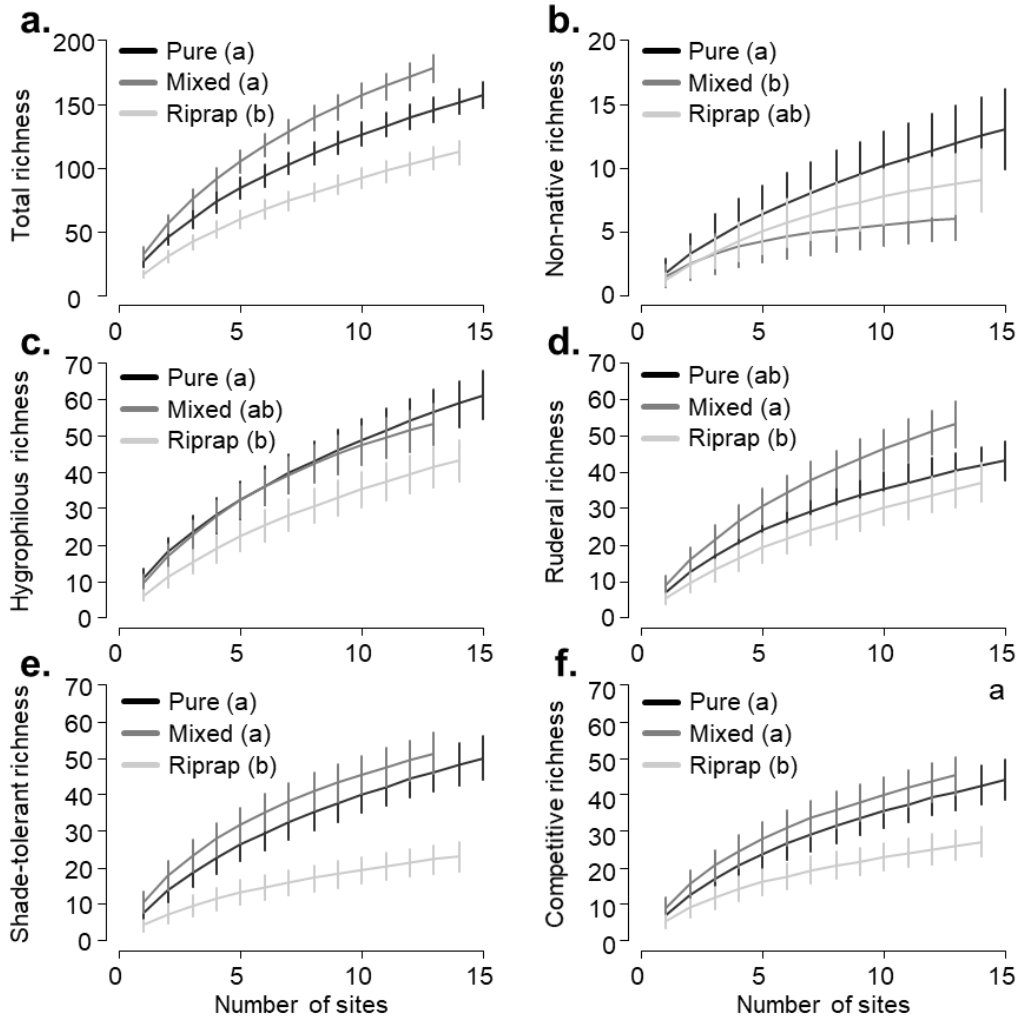 a.
Total richness
200
150
100
50
0
Pure (a)
Mixed (a)
Riprap (b)
0 5 10 15
b.
Non-native richness
20
15
10
5
0
Pure (a)
Mixed (b)
Riprap (ab)
0 5 10 15
c.
Hygrophilous richness
70
60
50
40
30
20
10
0
Pure (a)
Mixed (ab)
Riprap (b)
0 5 10 15
d.
Ruderal richness
70
60
50
40
30
20
10
0
Pure (ab)
Mixed (a)
Riprap (b)
0 5 10 15
e.
Shade-tolerant richness
70
60
50
40
30
20
10
0
Pure (a)
Mixed (a)
Riprap (b)
0 5 10 15
Number of sites
f.
a
Competitive richness
70
60
50
40
30
20
10
0
Pure (a)
Mixed (a)
Riprap (b)
0 5 10 15
Number of sites